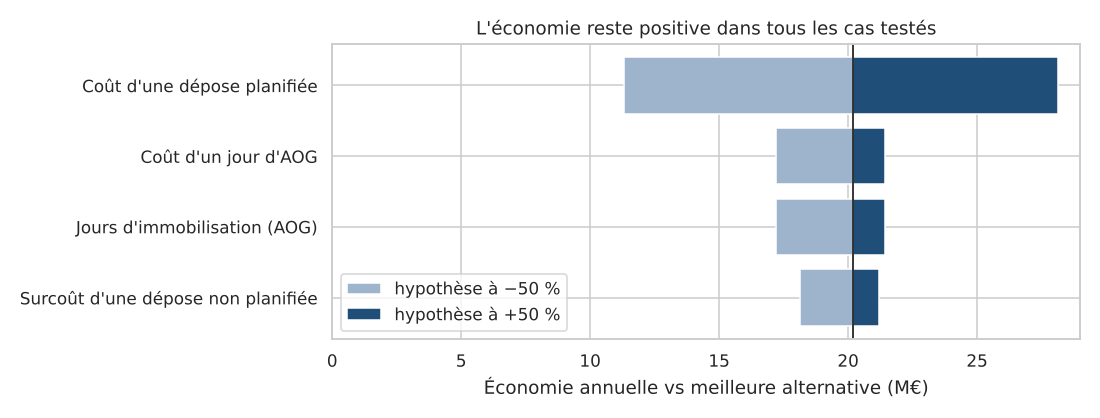 L'économie reste positive dans tous les cas testés
Coût d'une dépose planifiée
Coût d'un jour d'AOG
Jours d'immobilisation (AOG)
Surcoût d'une dépose non planifiée
hypothèse à −50 %
hypothèse à +50 %
0 5 10 15 20 25
Économie annuelle vs meilleure alternative (M€)